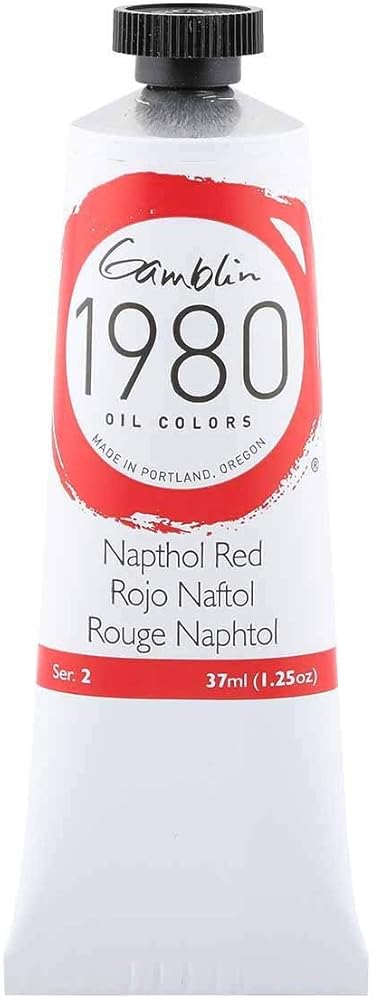 Gamblin
1980
OIL COLORS
MADE IN PORTLAND, OREGON
®
Napthol Red
Rojo Naftol
Rouge Naphtol
Ser. 2 37ml (1.25oz)